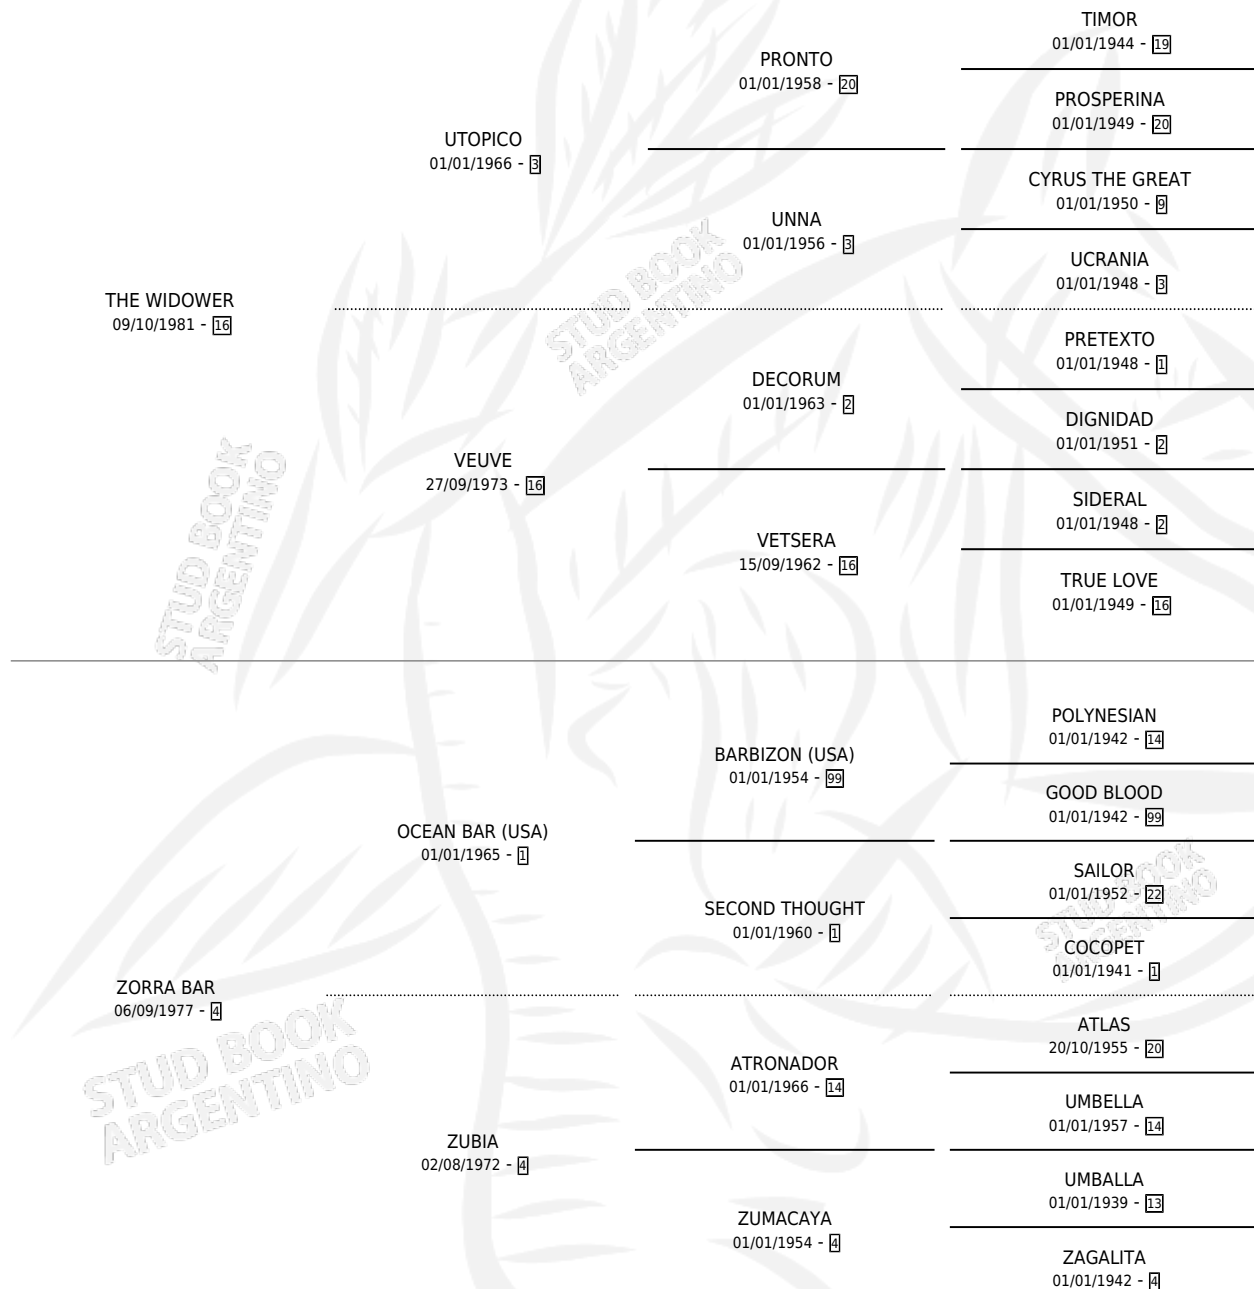 TIMOR
01/01/1944 - 19
PRONTO
01/01/1958 - 20
PROSPERINA
01/01/1949 - 20
UTOPICO
01/01/1966 - 3
CYRUS THE GREAT
01/01/1950 - 9
UNNA
01/01/1956 - 3
UCRANIA
01/01/1948 - 3
THE WIDOWER
09/10/1981 - 16
PRETEXTO
01/01/1948 - 1
DECORUM
01/01/1963 - 2
DIGNIDAD
01/01/1951 - 2
VEUVE
27/09/1973 - 16
SIDERAL
01/01/1948 - 2
VETSERA
15/09/1962 - 16
TRUE LOVE
01/01/1949 - 16
STUD BOOK
ARGENTINO
STUD BOOK
ARGENTINO
POLYNESIAN
01/01/1942 - 14
BARBIZON (USA)
01/01/1954 - 99
GOOD BLOOD
01/01/1942 - 99
OCEAN BAR (USA)
01/01/1965 - 1
SAILOR
01/01/1952 - 22
SECOND THOUGHT
01/01/1960 - 1
COCOPET
01/01/1941 - 1
STUD BOOK
ARGENTINO
ZORRA BAR
06/09/1977 - 4
STUD BOOK
ARGENTINO
ATLAS
20/10/1955 - 20
ATRONADOR
01/01/1966 - 14
UMBELLA
01/01/1957 - 14
ZUBIA
02/08/1972 - 4
UMBALLA
01/01/1939 - 13
ZUMACAYA
01/01/1954 - 4
ZAGALITA
01/01/1942 - 4